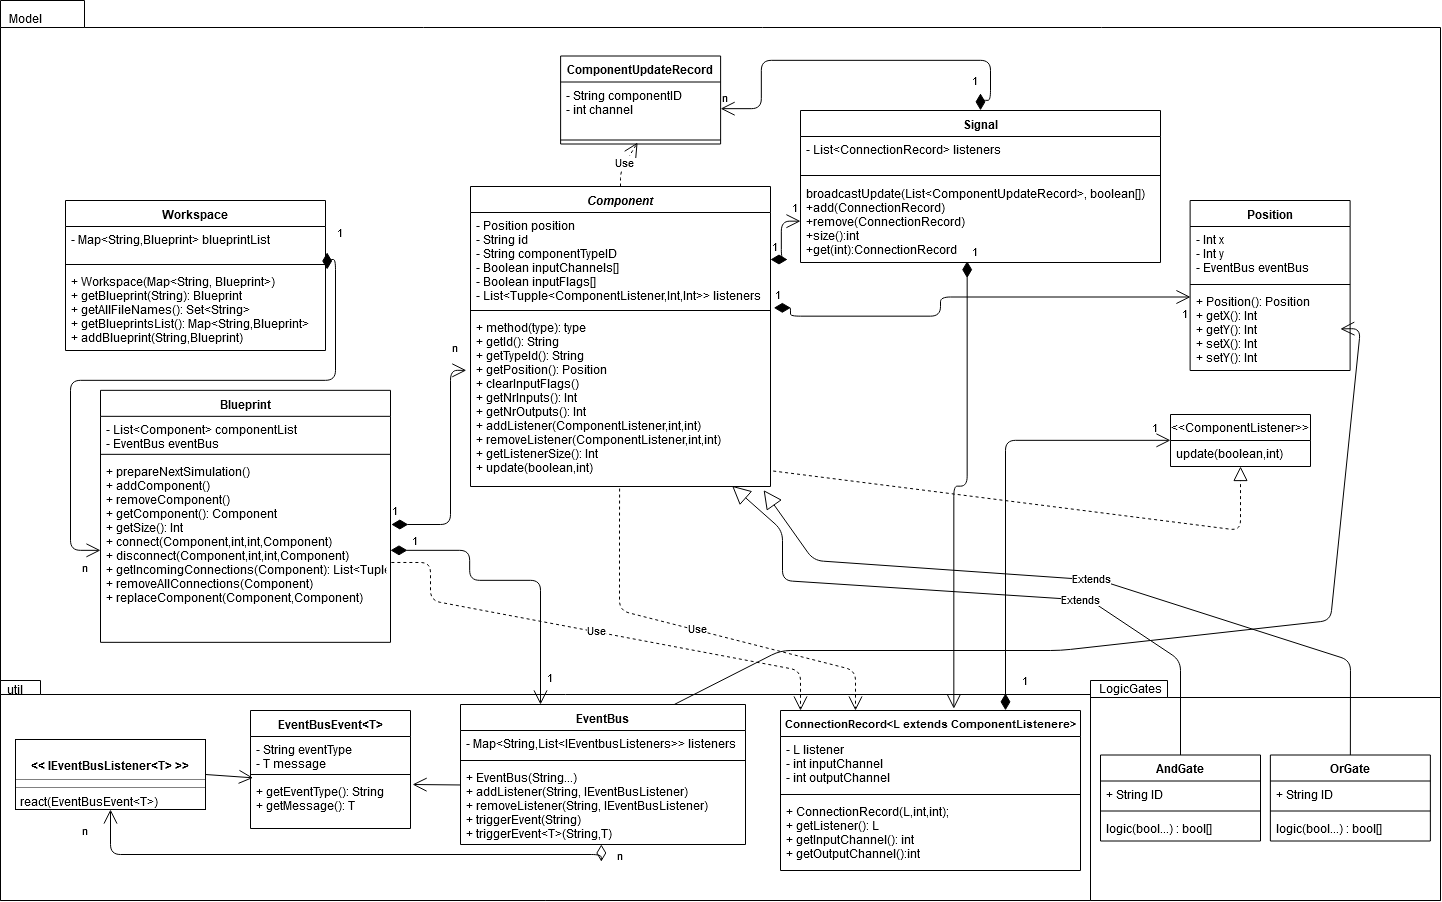 Model
ComponentUpdateRecord
- String componentID
- int channel
n
1
Use
Signal
- List<ConnectionRecord> listeners
broadcastUpdate(List<ComponentUpdateRecord>, boolean[])
+add(ConnectionRecord)
+remove(ConnectionRecord)
+size():int
+get(int):ConnectionRecord
1
Workspace
- Map<String,Blueprint> blueprintList
+ Workspace(Map<String, Blueprint>)
+ getBlueprint(String): Blueprint
+ getAllFileNames(): Set<String>
+ getBlueprintsList(): Map<String,Blueprint>
+ addBlueprint(String,Blueprint)
1
n
Component
- Position position
- String id
- String componentTypeID
- Boolean inputChannels[]
- Boolean inputFlags[]
- List<Tupple<ComponentListener,Int,Int>> listeners
+ method(type): type
+ getId(): String
+ getTypeId(): String
+ getPosition(): Position
+ clearInputFlags()
+ getNrInputs(): Int
+ getNrOutputs(): Int
+ addListener(ComponentListener,int,int)
+ removeListener(ComponentListener,int,int)
+ getListenerSize(): Int
+ update(boolean,int)
1
1
1
1
Position
- Int x
- Int y
- EventBus eventBus
+ Position(): Position
+ getX(): Int
+ getY(): Int
+ setX(): Int
+ setY(): Int
Blueprint
- List<Component> componentList
- EventBus eventBus
+ prepareNextSimulation()
+ addComponent()
+ removeComponent()
+ getComponent(): Component
+ getSize(): Int
+ connect(Component,int,int,Component)
+ disconnect(Component,int,int,Component)
+ getIncomingConnections(Component): List<Tuple
+ removeAllConnections(Component)
+ replaceComponent(Component,Component)
n
1
1
1
<<ComponentListener>>
update(boolean,int)
Extends
Extends
Use
Use
1
1
util
EventBusEvent<T>
- String eventType
- T message
+ getEventType(): String
+ getMessage(): T
<< IEventBusListener<T> >>
react(EventBusEvent<T>)
n
n
EventBus
- Map<String,List<IEventbusListeners>> listeners
+ EventBus(String...)
+ addListener(String, IEventBusListener)
+ removeListener(String, IEventBusListener)
+ triggerEvent(String)
+ triggerEvent<T>(String,T)
ConnectionRecord<L extends ComponentListenere>
- L listener
- int inputChannel
- int outputChannel
+ ConnectionRecord(L,int,int);
+ getListener(): L
+ getInputChannel(): int
+ getOutputChannel():int
LogicGates
AndGate
+ String ID
logic(bool...) : bool[]
OrGate
+ String ID
logic(bool...) : bool[]